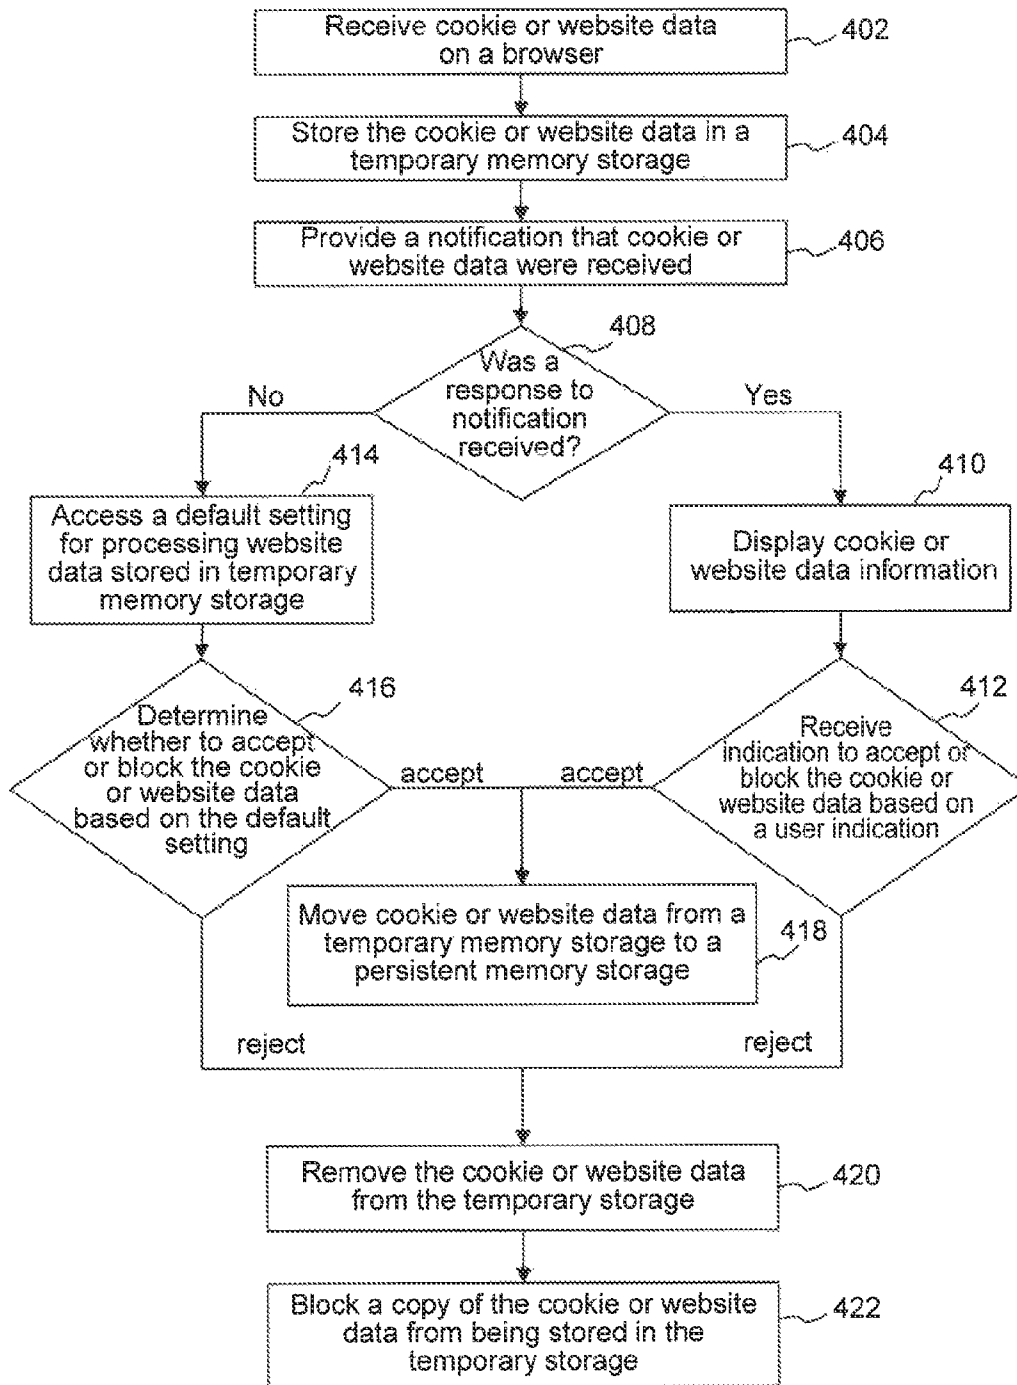 Receive cookie or website data
on a browser
402
Store the cookie or website data in a
temporary memory storage
404
Provide a notification that cookie or
website data were received
406
408
Was a
response to
notification
received?
No
Yes
414
Access a default setting
for processing website
data stored in temporary
memory storage
410
Display cookie or
website data information
416
Determine
whether to accept
or block the cookie
or website data
based on the default
setting
412
Receive
indication to accept or
block the cookie or
website data based on
a user indication
accept
accept
Move cookie or website data from a
temporary memory storage to a
persistent memory storage
418
reject
reject
Remove the cookie or website data
from the temporary storage
420
Block a copy of the cookie or website
data from being stored in the
temporary storage
422